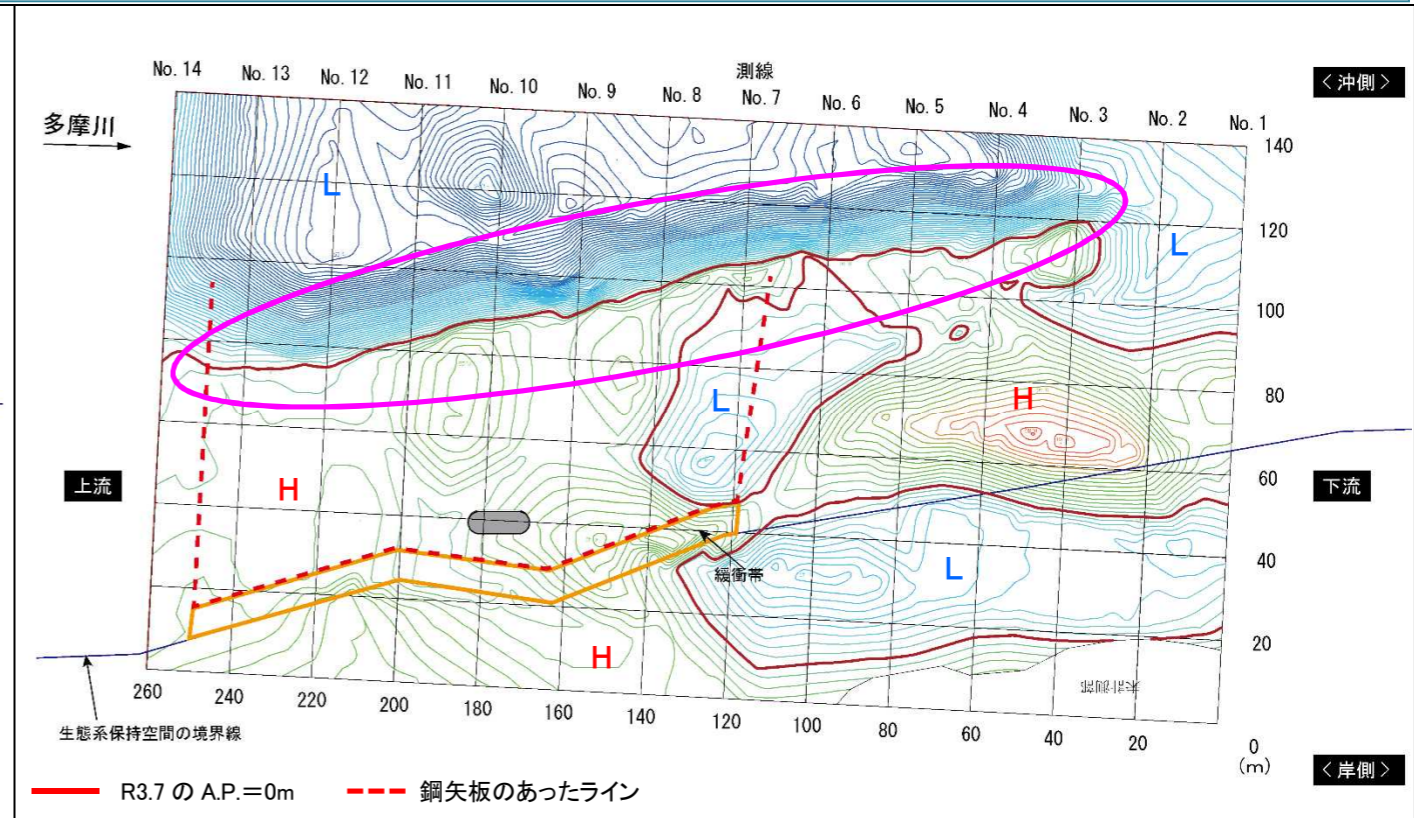 No. 14 No. 13 No. 12 No. 11 No. 10 No. 9 No. 8 測線 No. 7 No. 6 No. 5 No. 4 No. 3 No. 2 No. 1
<沖側>
多摩川
140
L
120
L
100
L
H
80
上流
H
60
下流
緩衝帯
L
40
H
20
未計測部
260 240 220 200 180 160 140 120 100 80 60 40 20 0
(m)
生態系保持空間の境界線
<岸側>
R3.7 の A.P.=0m 鋼矢板のあったライン